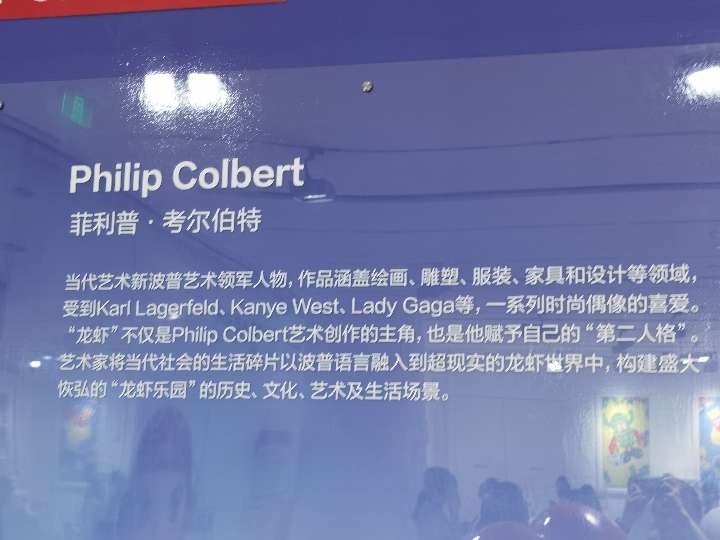 Philip Colbert
菲利普·考尔伯特
当代艺术新波普艺术领军人物，作品涵盖绘画、雕塑、服装、家具和设计等领域，
受到Karl Lagerfeld、Kanye West、Lady Gaga等，一系列时尚偶像的喜爱。
“龙虾”不仅是Philip Colbert艺术创作的主角，也是他赋予自己的“第二人格”。
艺术家将当代社会的生活碎片以波普语言融入到超现实的龙虾世界中，构建盛大
恢弘的“龙虾乐园”的历史、文化、艺术及生活场景。